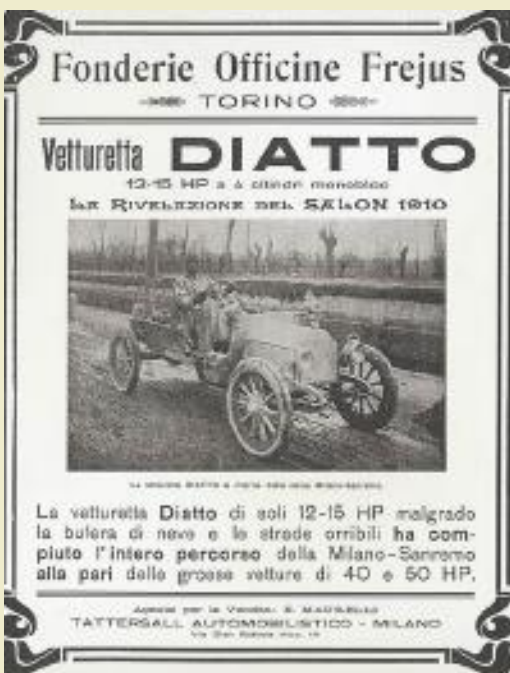 Fonderie Officine Frejus
TORINO
Vetturetta DIATTO
12-15 HP a 4 cilindri monobloc
LA RIVELAZIONE DEL SALON 1910
La vetturetta Diatto di soli 12-15 HP malgrado
la bufera di neve e le strade orribili ha com-
piuto l'intero percorso della Milano-Sanremo
alla pari delle grosse vetture di 40 e 50 HP.
Agenzia per la Vendita:
TATTERSALL AUTOMOBILISTICO - MILANO